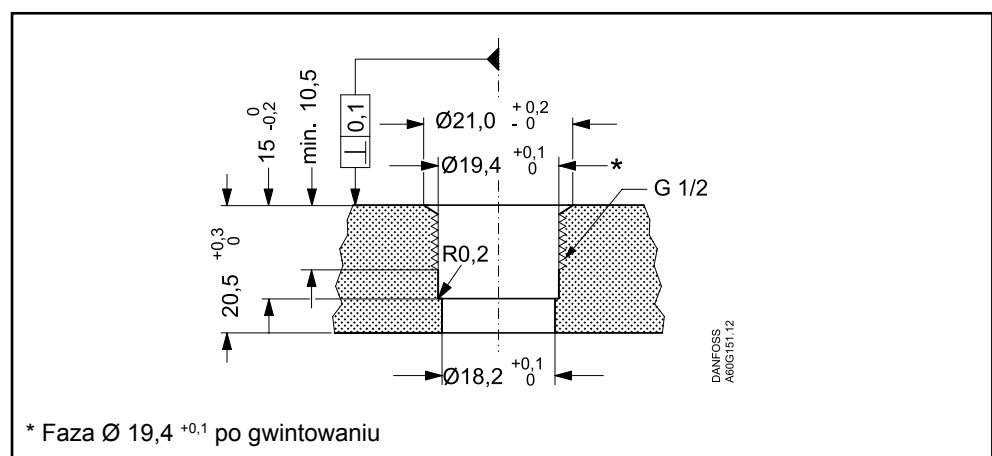 Ø21,0 + 0,2 - 0
Ø19,4 +0,1 0 *
G 1/2
15 0 -0,2
min. 10,5
⊥ 0,1
20,5 +0,3 0
R0,2
Ø18,2 +0,1 0
DANFOSS
A60G151.12
* Faza Ø 19,4 +0,1 po gwintowaniu